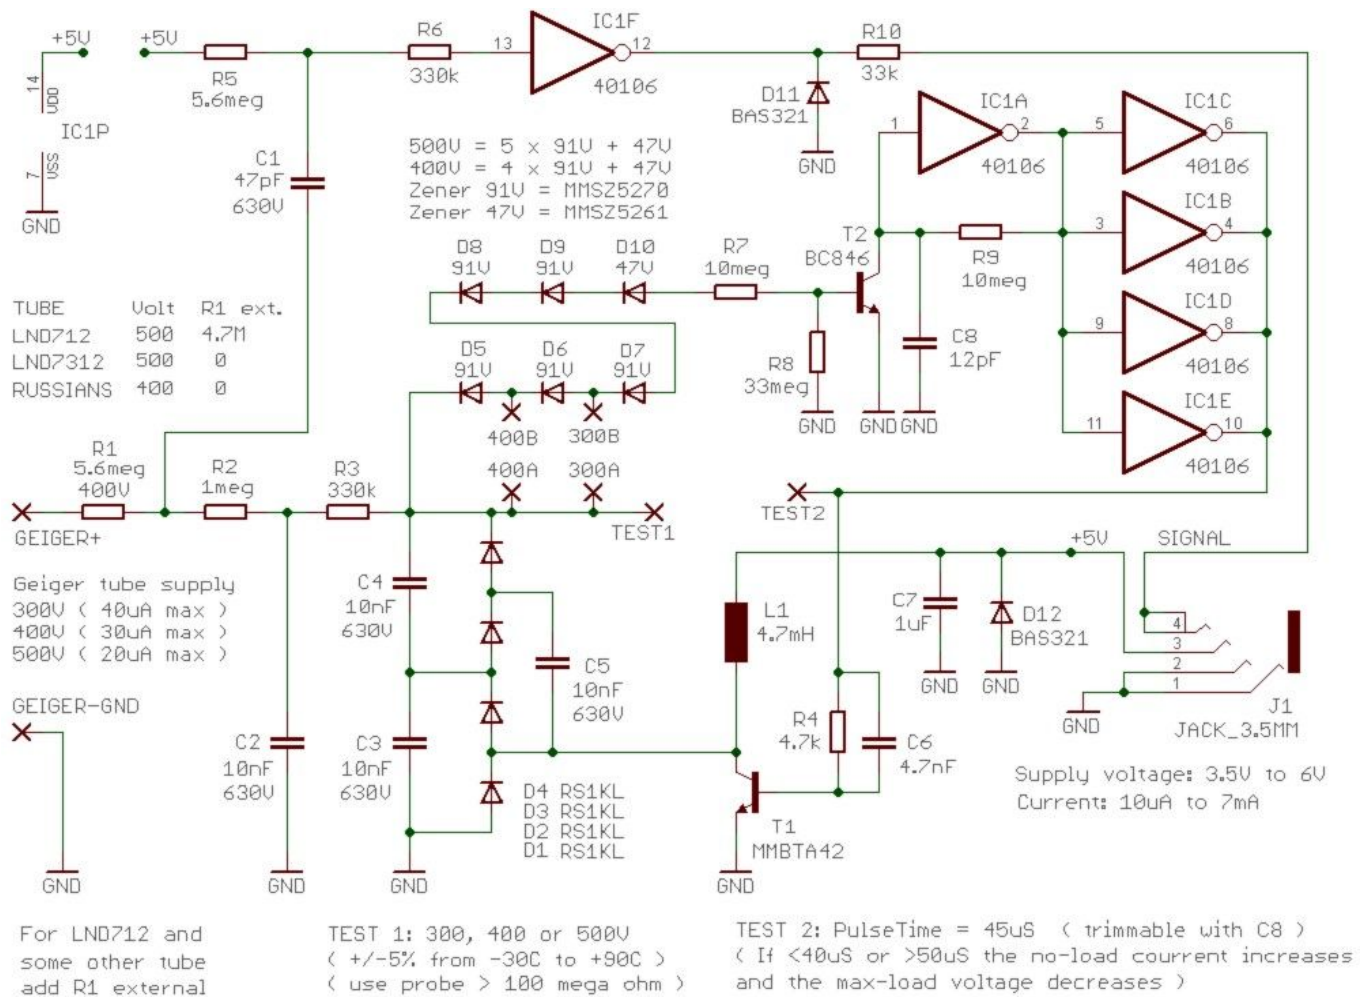 +5V
+5V
14
VDD
IC1P
7
VSS
GND
R5
5.6meg
R6
330k
13
IC1F
12
40106
R10
33k
D11
BAS321
GND
C1
47pF
630V
500V = 5 x 91V + 47V
400V = 4 x 91V + 47V
Zener 91V = MMSZ5270
Zener 47V = MMSZ5261
1
IC1A
2
40106
5
IC1C
6
40106
3
IC1B
4
40106
9
IC1D
8
40106
11
IC1E
10
40106
T2
BC846
R9
10meg
C8
12pF
R8
33meg
GND
GND
GND
D8
91V
D9
91V
D10
47V
R7
10meg
D5
91V
D6
91V
D7
91V
400B
300B
400A
300A
TEST1
TEST2
TUBE Volt R1 ext.
LND712 500 4.7M
LND7312 500 0
RUSSIANS 400 0
R1
5.6meg
400V
R2
1meg
R3
330k
GEIGER+
Geiger tube supply
300V ( 40uA max )
400V ( 30uA max )
500V ( 20uA max )
GEIGER-GND
GND
C2
10nF
630V
GND
C4
10nF
630V
C3
10nF
630V
GND
C5
10nF
630V
D4 RS1KL
D3 RS1KL
D2 RS1KL
D1 RS1KL
L1
4.7mH
T1
MMBTA42
GND
R4
4.7k
C6
4.7nF
+5V
C7
1uF
GND
D12
BAS321
GND
SIGNAL
4
3
2
1
GND
J1
JACK_3.5MM
Supply voltage: 3.5V to 6V
Current: 10uA to 7mA
For LND712 and
some other tube
add R1 external
TEST 1: 300, 400 or 500V
( +/-5% from -30C to +90C )
( use probe > 100 mega ohm )
TEST 2: PulseTime = 45uS ( trimmable with C8 )
( If <40uS or >50uS the no-load courrent increases
and the max-load voltage decreases )